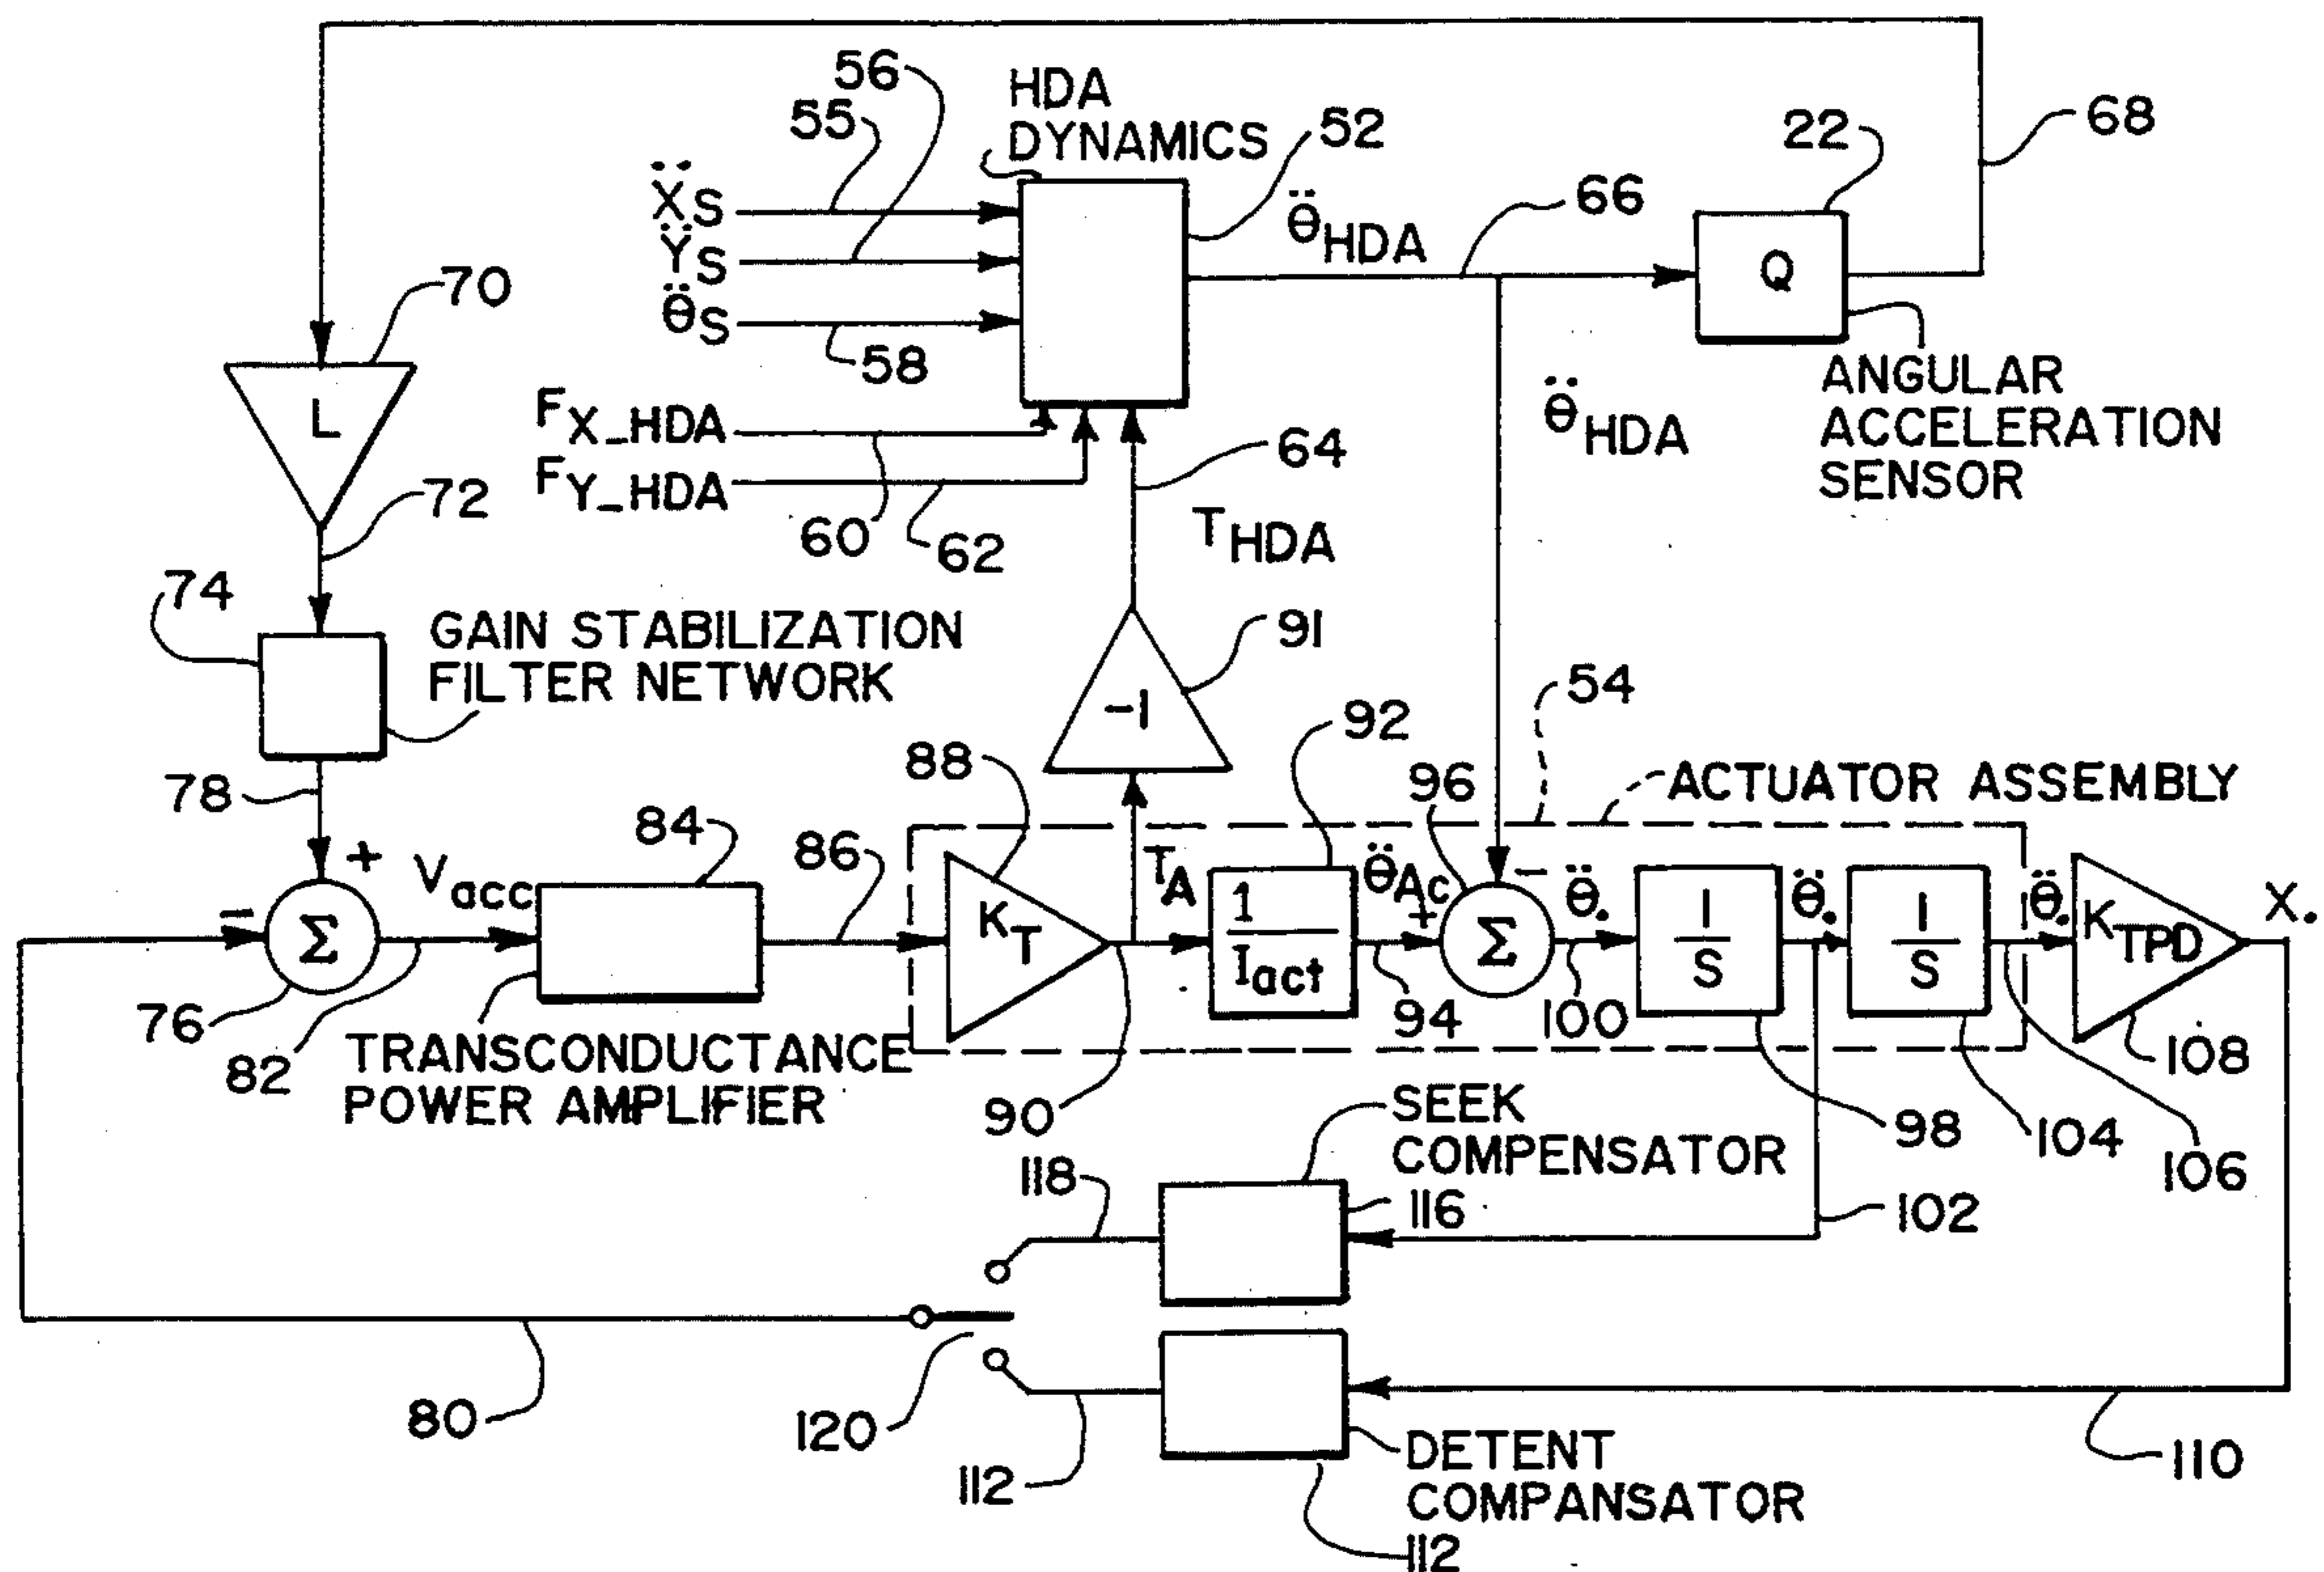 56
55
HDA
DYNAMICS
52
22
68
ẌS
ŸS
θ̈S
58
θ̈HDA
66
Q
ANGULAR
ACCELERATION
SENSOR
70
L
72
FX_HDA
FY_HDA
60
62
64
THDA
θ̈HDA
74
GAIN STABILIZATION
FILTER NETWORK
91
-1
54
ACTUATOR ASSEMBLY
78
88
92
96
84
86
+
-
Σ
76
82
Vacc
TRANSCONDUCTANCE
POWER AMPLIFIER
KT
90
TA
1
Iact
θ̈Ac
94
+
-
Σ
θ̈.
100
1
S
98
θ̈.
1
S
104
θ̈.
106
KTPD
108
X.
SEEK
COMPENSATOR
116
118
102
80
120
112
DETENT
COMPANSATOR
112
110